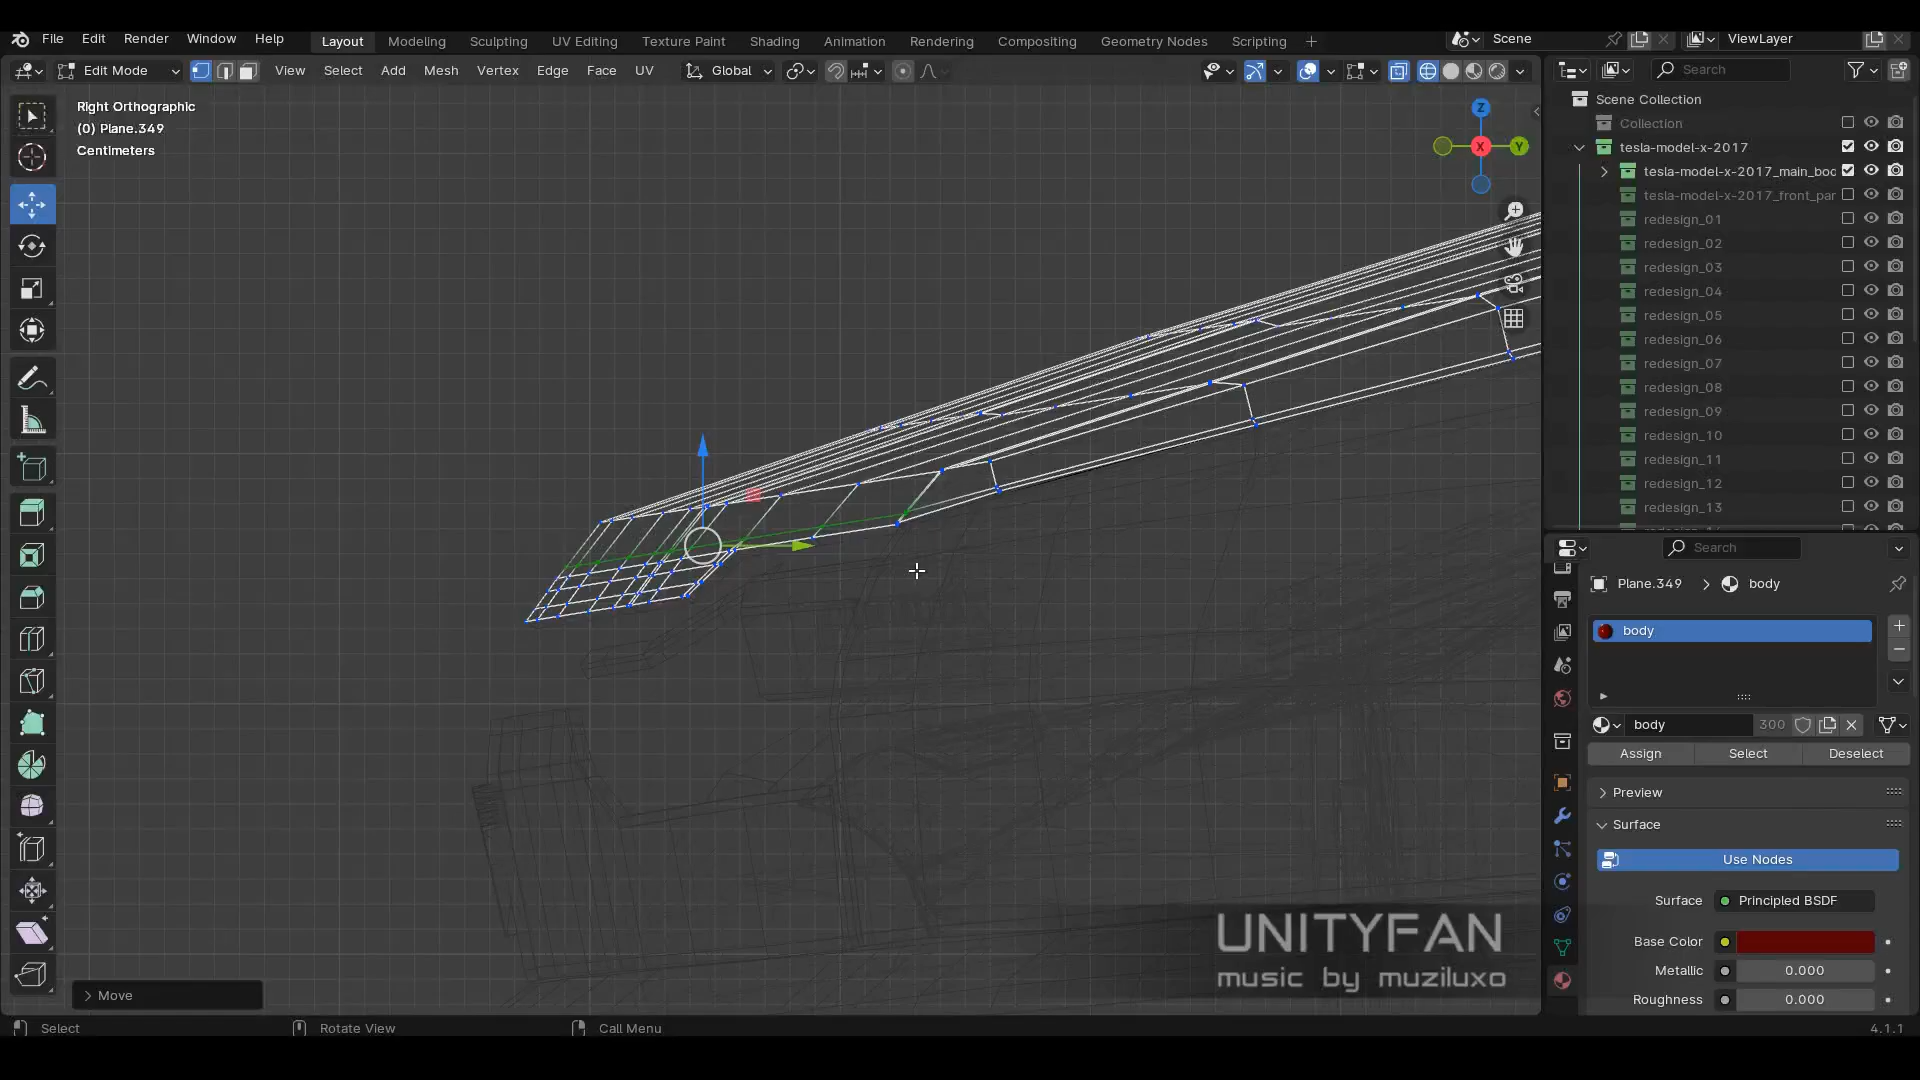 File Edit Render Window Help
Layout Modeling Sculpting UV Editing Texture Paint Shading Animation Rendering Compositing Geometry Nodes Scripting +
Scene
ViewLayer
Edit Mode
View Select Add Mesh Vertex Edge Face UV
Global
Search
Right Orthographic
(0) Plane.349
Centimeters
Z
X
Y
Scene Collection
Collection
tesla-model-x-2017
tesla-model-x-2017_main_boc
tesla-model-x-2017_front_par
redesign_01
redesign_02
redesign_03
redesign_04
redesign_05
redesign_06
redesign_07
redesign_08
redesign_09
redesign_10
redesign_11
redesign_12
redesign_13
Search
Plane.349 > body
body
body 300
Assign Select Deselect
Preview
Surface
Use Nodes
Surface Principled BSDF
Base Color
Metallic 0.000
Roughness 0.000
UNITYFAN
music by muziluxo
Move
Select Rotate View Call Menu
4.1.1